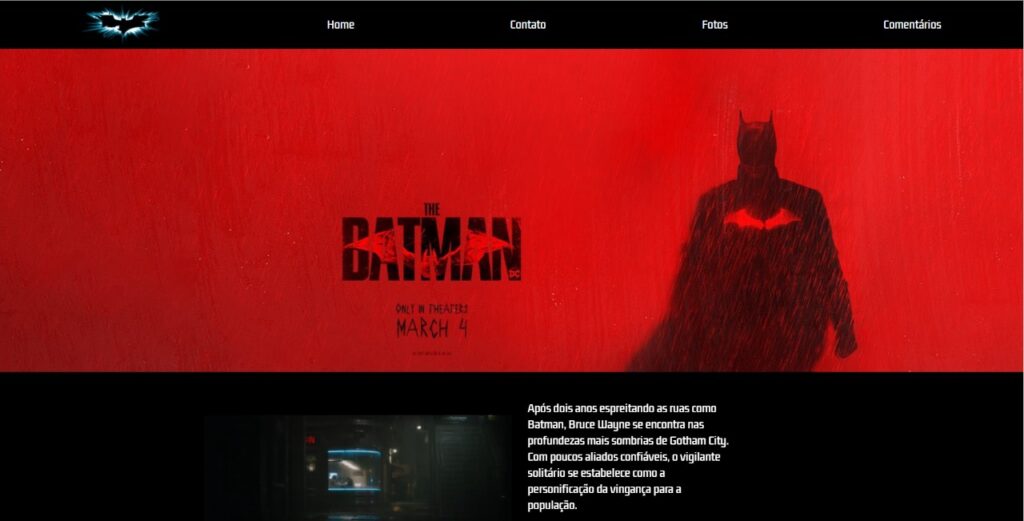 Home
Contato
Fotos
Comentários
THE
BATMAN
DC
ONLY IN THEATERS
MARCH 4
Após dois anos espreitando as ruas como
Batman, Bruce Wayne se encontra nas
profundezas mais sombrias de Gotham City.
Com poucos aliados confiáveis, o vigilante
solitário se estabelece como a
personificação da vingança para a
população.